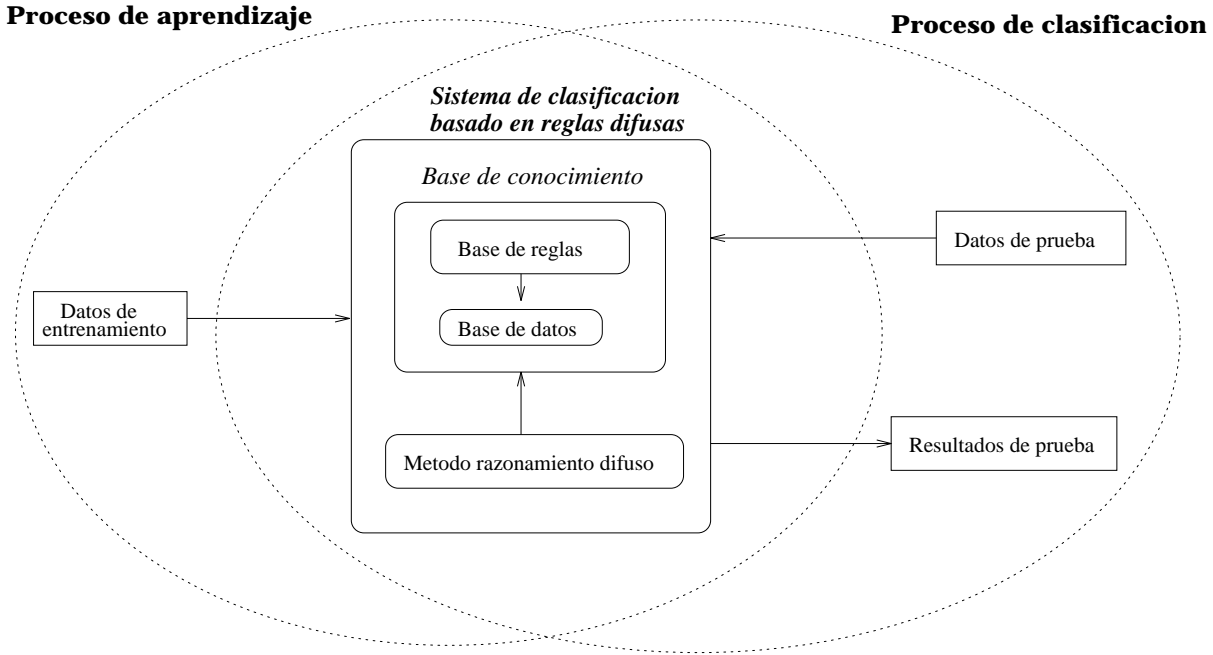 Proceso de aprendizaje
Proceso de clasificacion
Sistema de clasificacion
basado en reglas difusas
Base de conocimiento
Base de reglas
Datos de prueba
Datos de
entrenamiento
Base de datos
Resultados de prueba
Metodo razonamiento difuso